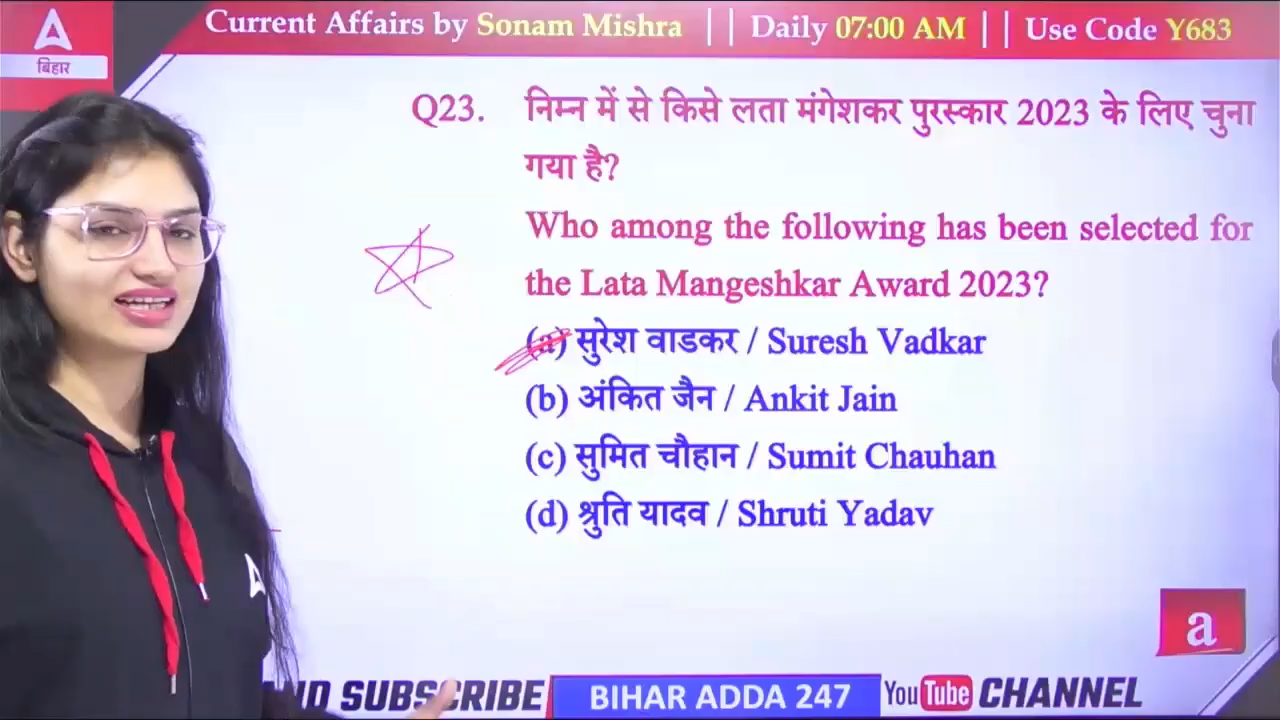 Current Affairs by Sonam Mishra || Daily 07:00 AM || Use Code Y683
बिहार
Q23. निम्न में से किसे लता मंगेशकर पुरस्कार 2023 के लिए चुना
गया है?
Who among the following has been selected for
the Lata Mangeshkar Award 2023?
(a) सुरेश वाडकर / Suresh Vadkar
(b) अंकित जैन / Ankit Jain
(c) सुमित चौहान / Sumit Chauhan
(d) श्रुति यादव / Shruti Yadav
a
SUBSCRIBE BIHAR ADDA 247 YouTube CHANNEL